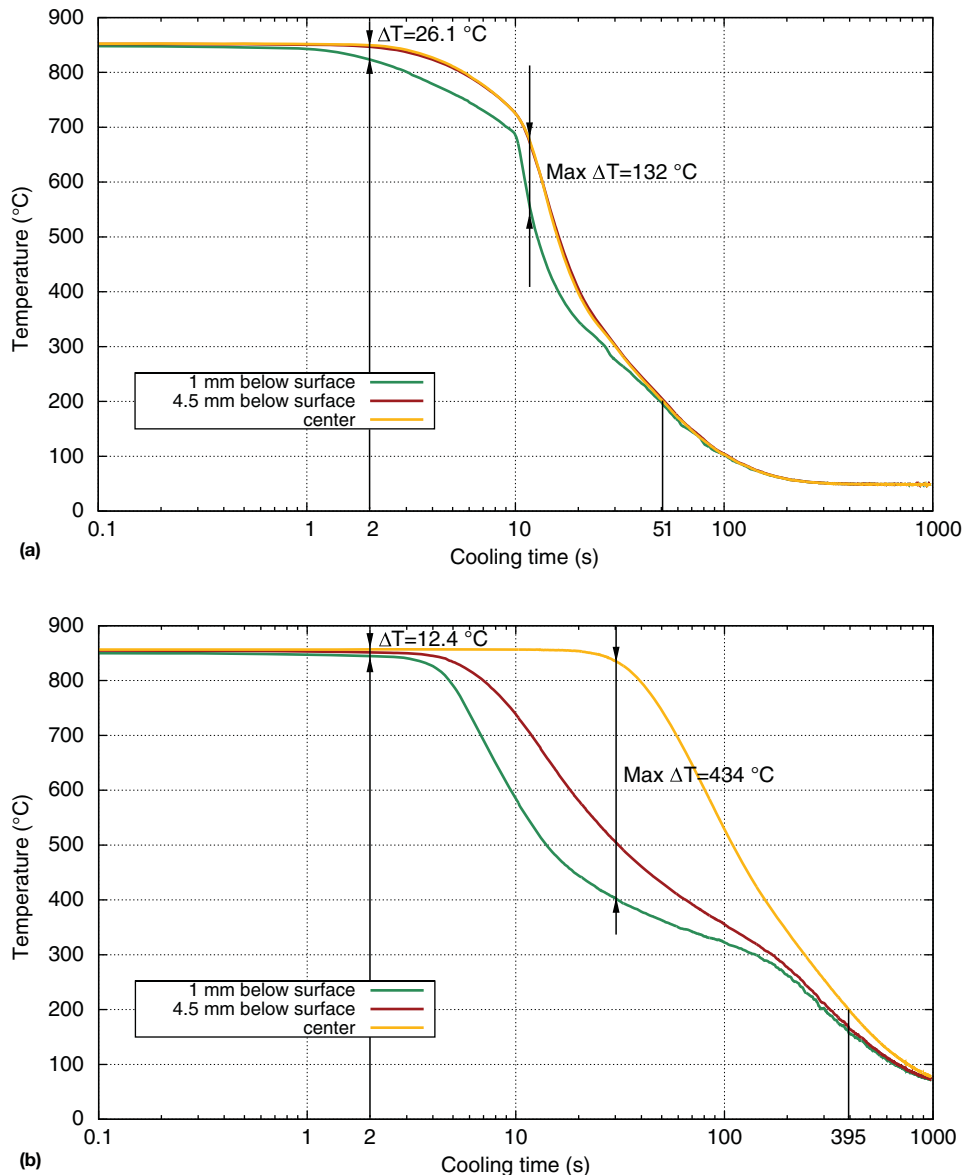 900
800
700
600
500
400
300
200
100
0
Temperature (°C)
ΔT=26.1 °C
Max ΔT=132 °C
1 mm below surface
4.5 mm below surface
center
0.1 1 2 10 51 100 1000
Cooling time (s)
(a)
900
800
700
600
500
400
300
200
100
0
Temperature (°C)
ΔT=12.4 °C
Max ΔT=434 °C
1 mm below surface
4.5 mm below surface
center
0.1 1 2 10 100 395 1000
Cooling time (s)
(b)